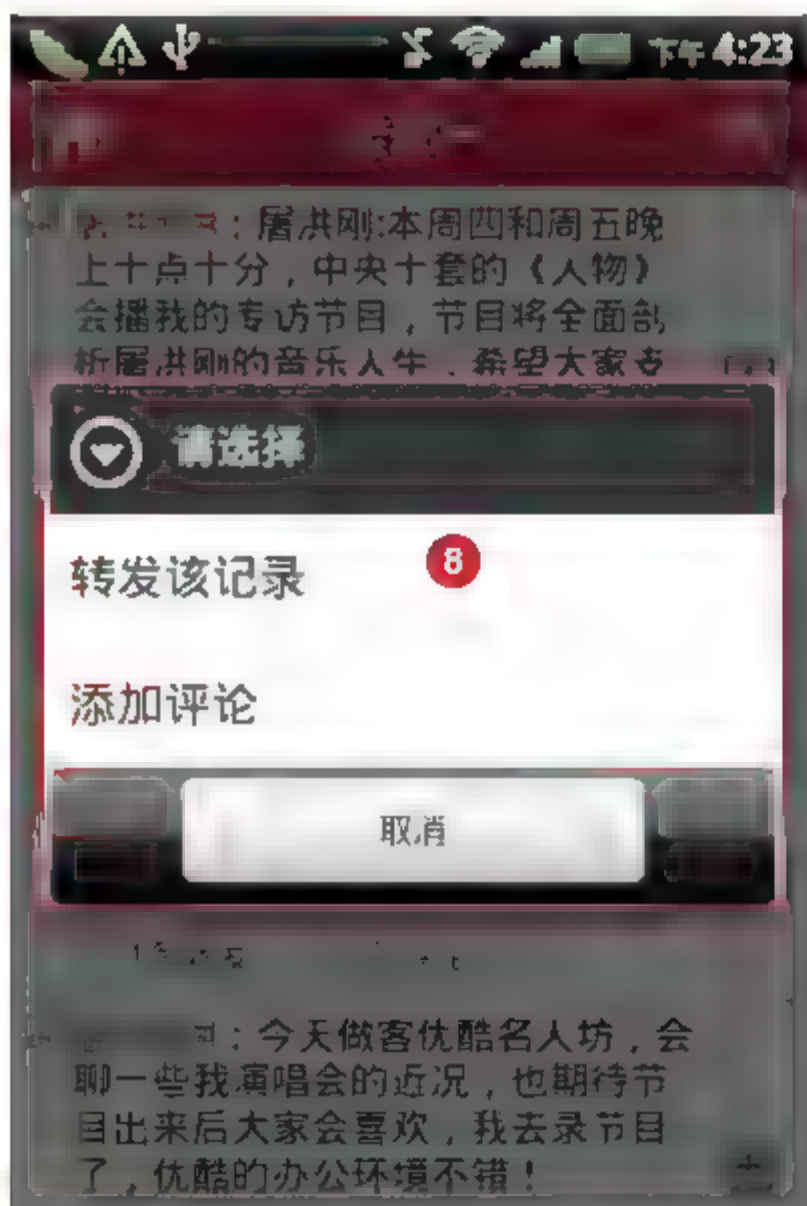 下午 4:23
：屠洪刚:本周四和周五晚
上十点十分，中央十套的《人物》
会播我的专访节目，节目将全面剖
析屠洪刚的音乐人生，希望大家支
请选择
转发该记录
8
添加评论
取消
：今天做客优酷名人坊，会
聊一些我演唱会的近况，也期待节
目出来后大家会喜欢，我去录节目
了，优酷的办公环境不错！